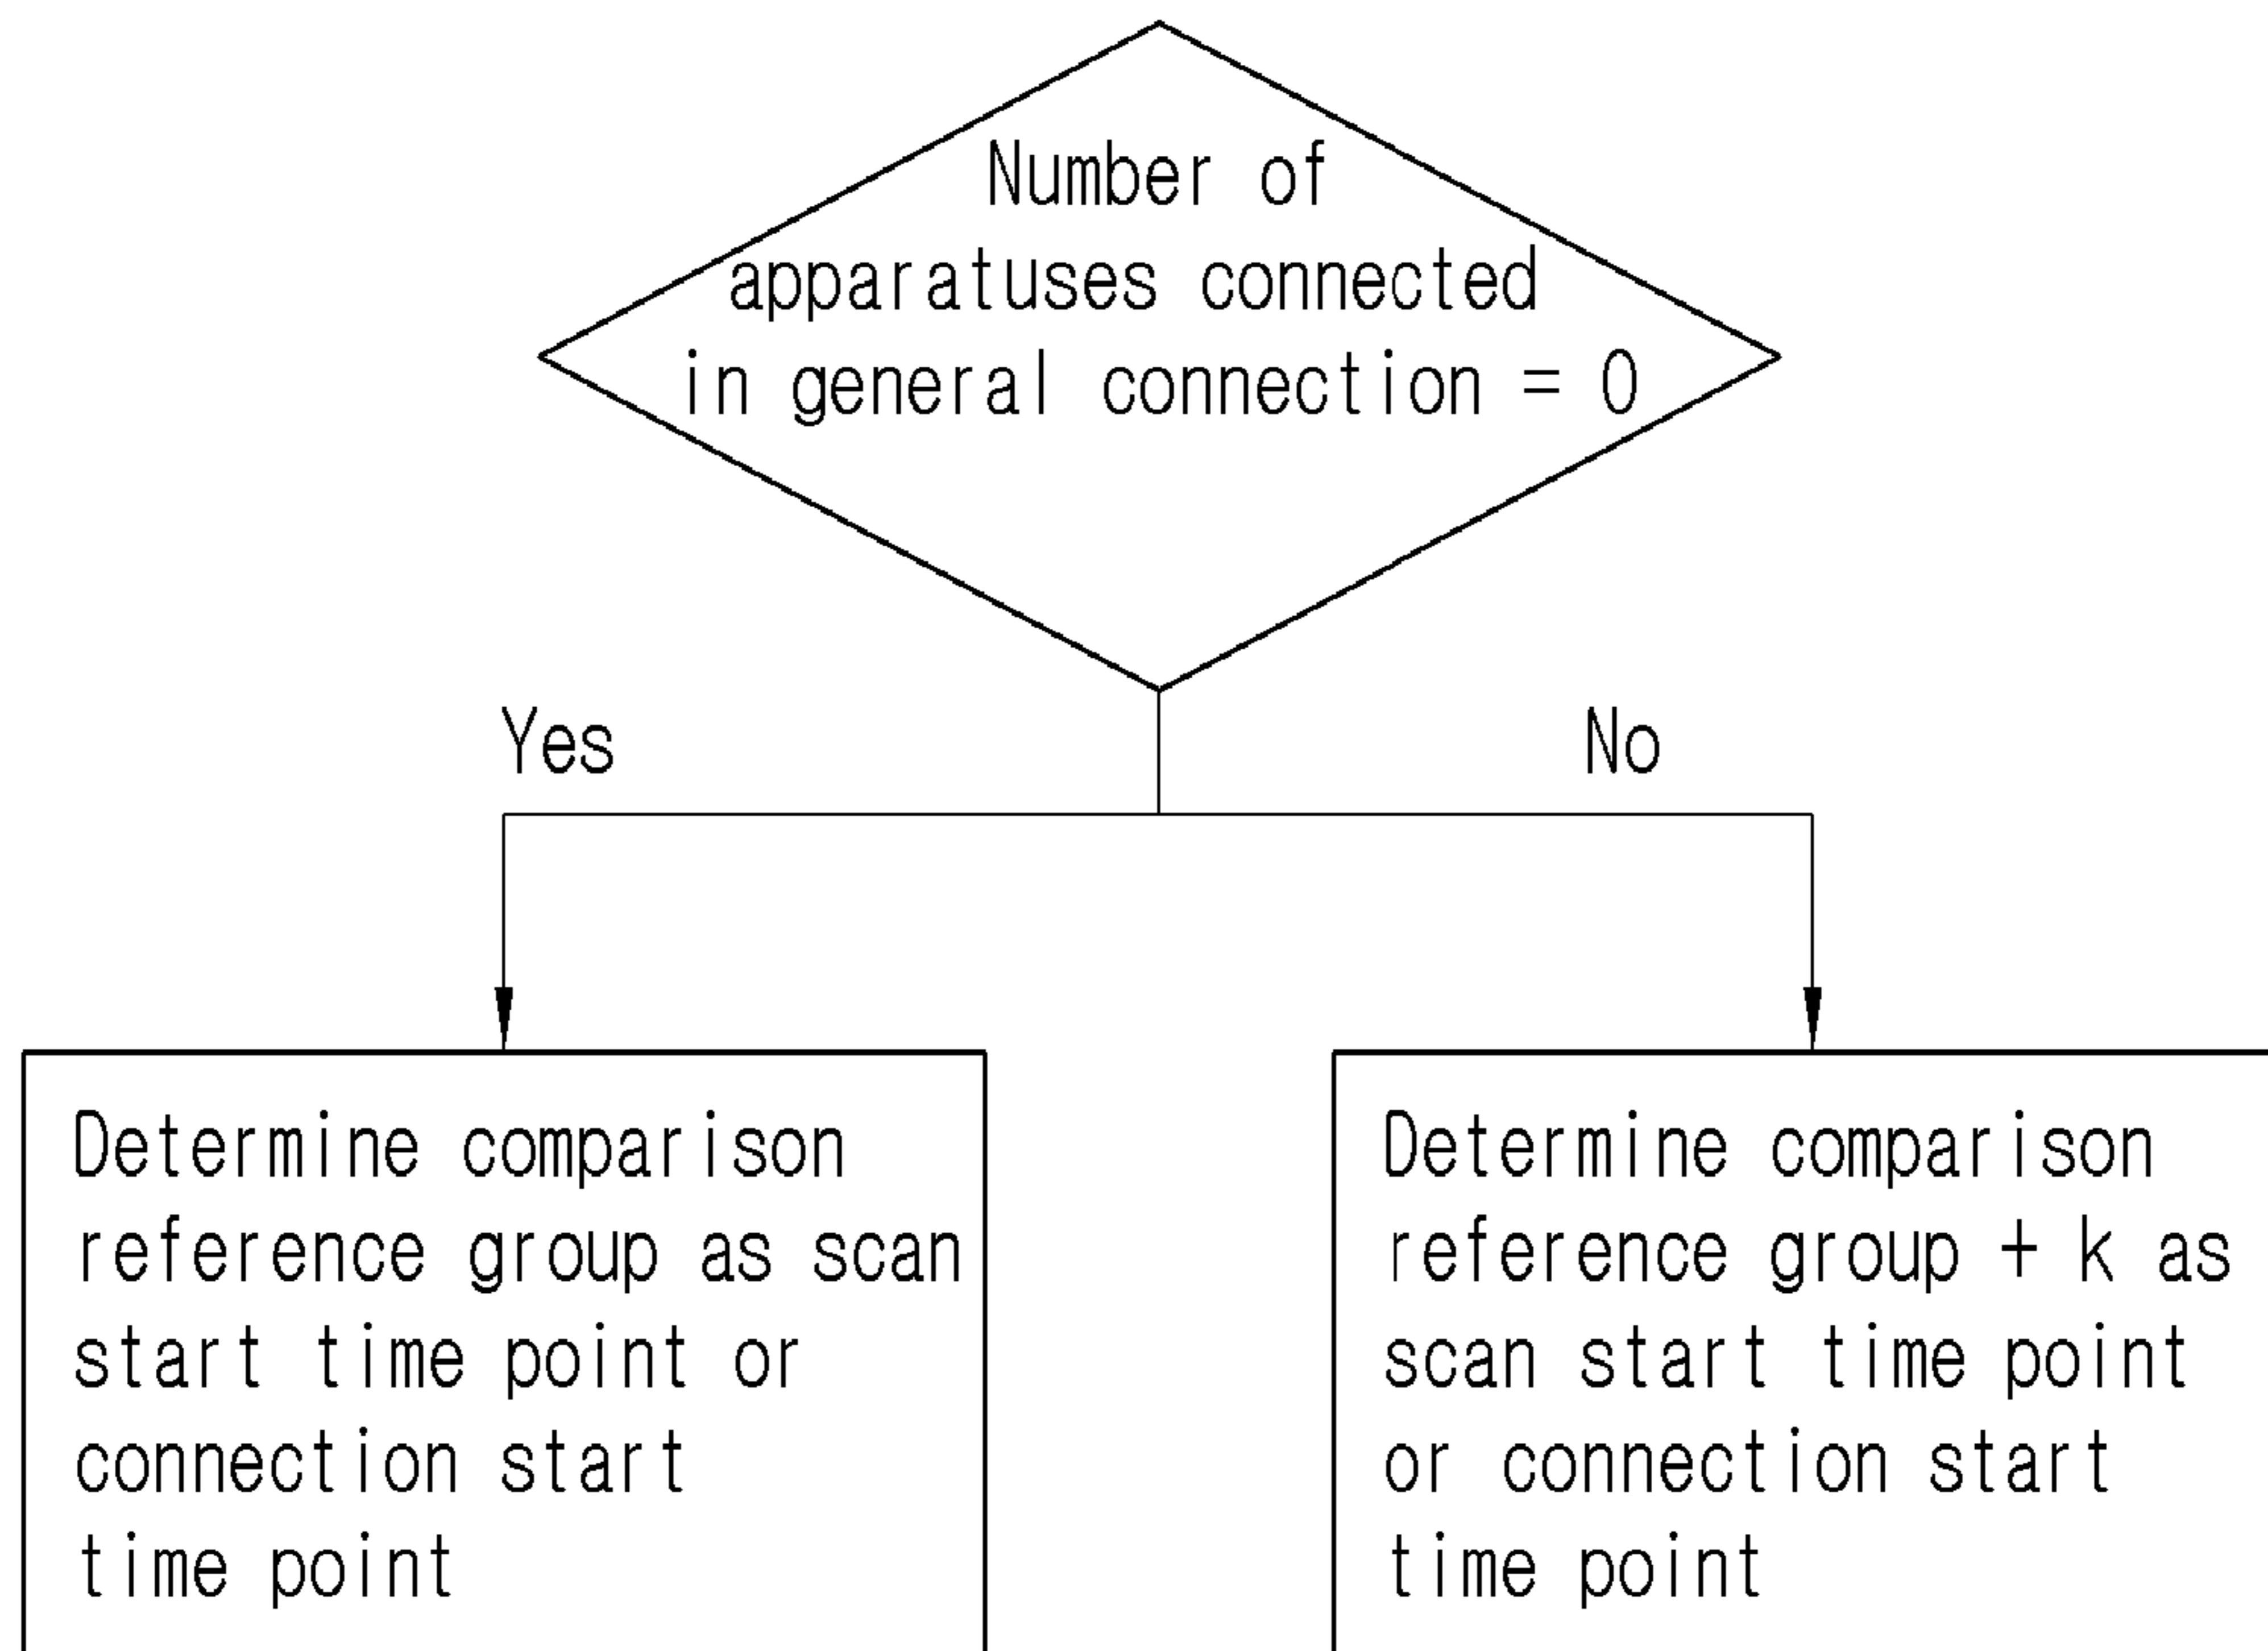 Number of
apparatuses connected
in general connection = 0
Yes
No
Determine comparison
reference group as scan
start time point or
connection start
time point
Determine comparison
reference group + k as
scan start time point
or connection start
time point